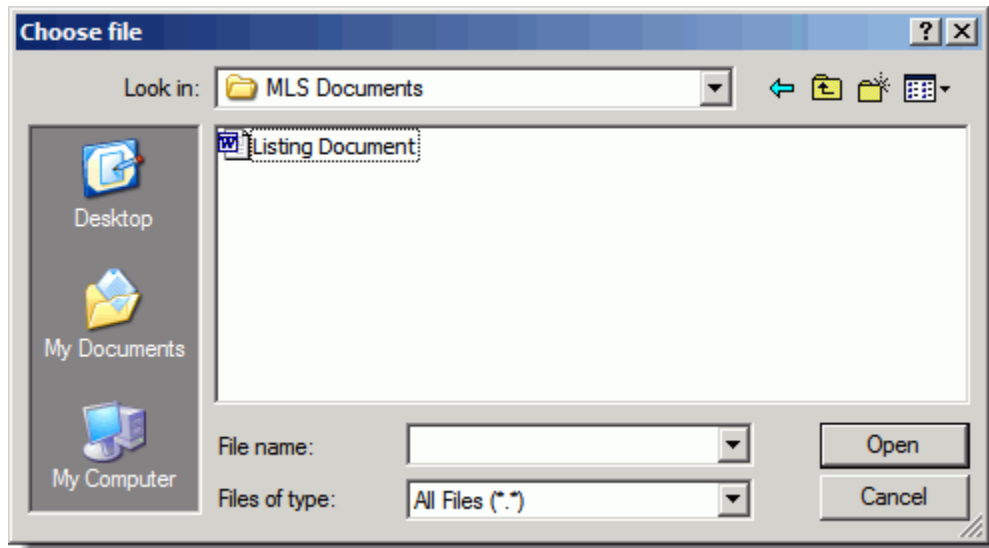 Choose file
Look in: MLS Documents
Listing Document
Desktop
My Documents
My Computer
File name: Open
Files of type: All Files (*.*) Cancel